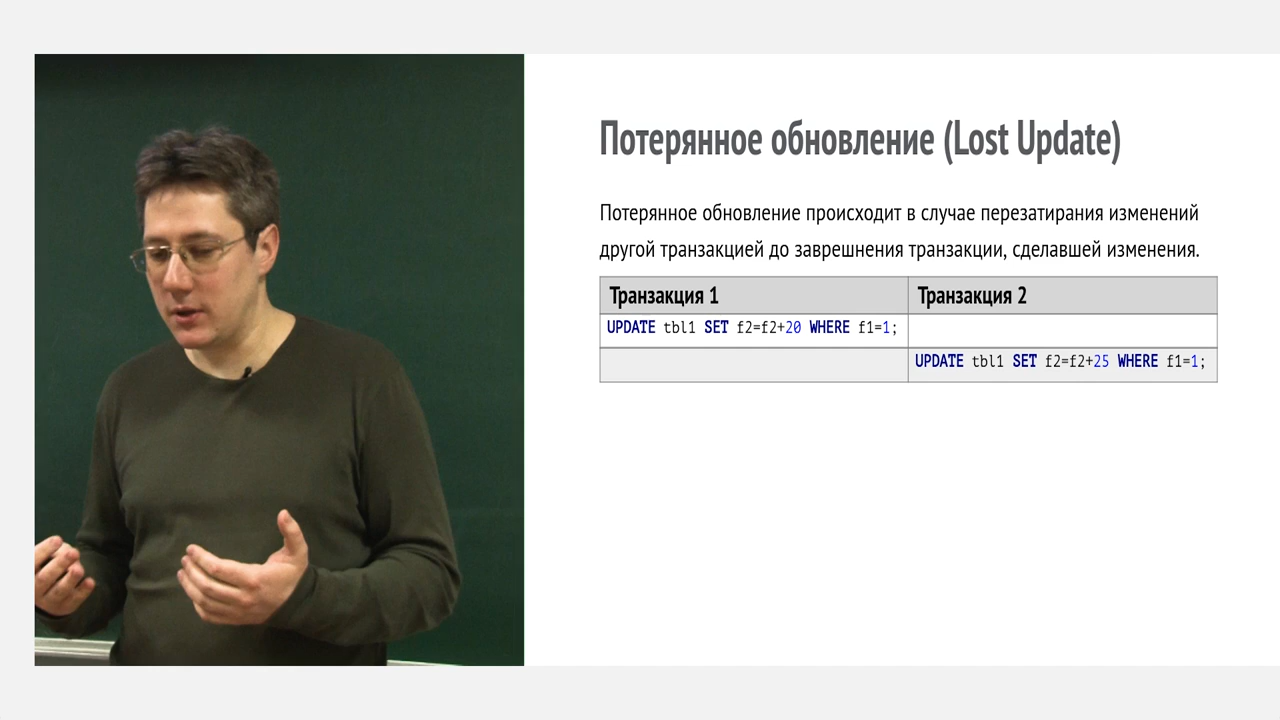 Потерянное обновление (Lost Update)
Потерянное обновление происходит в случае перезатирания изменений
другой транзакцией до заврешнения транзакции, сделавшей изменения.
Транзакция 1 Транзакция 2
UPDATE tbl1 SET f2=f2+20 WHERE f1=1;
UPDATE tbl1 SET f2=f2+25 WHERE f1=1;